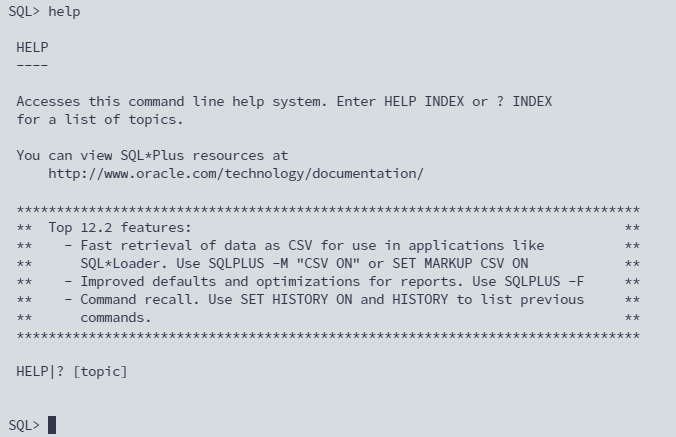 SQL> help
HELP
----
Accesses this command line help system. Enter HELP INDEX or ? INDEX
for a list of topics.
You can view SQL*Plus resources at
http://www.oracle.com/technology/documentation/
******************************************************************************
**  Top 12.2 features:                                                      **
**    - Fast retrieval of data as CSV for use in applications like          **
**      SQL*Loader. Use SQLPLUS -M "CSV ON" or SET MARKUP CSV ON            **
**    - Improved defaults and optimizations for reports. Use SQLPLUS -F     **
**    - Command recall. Use SET HISTORY ON and HISTORY to list previous     **
**      commands.                                                           **
******************************************************************************
HELP|? [topic]
SQL>